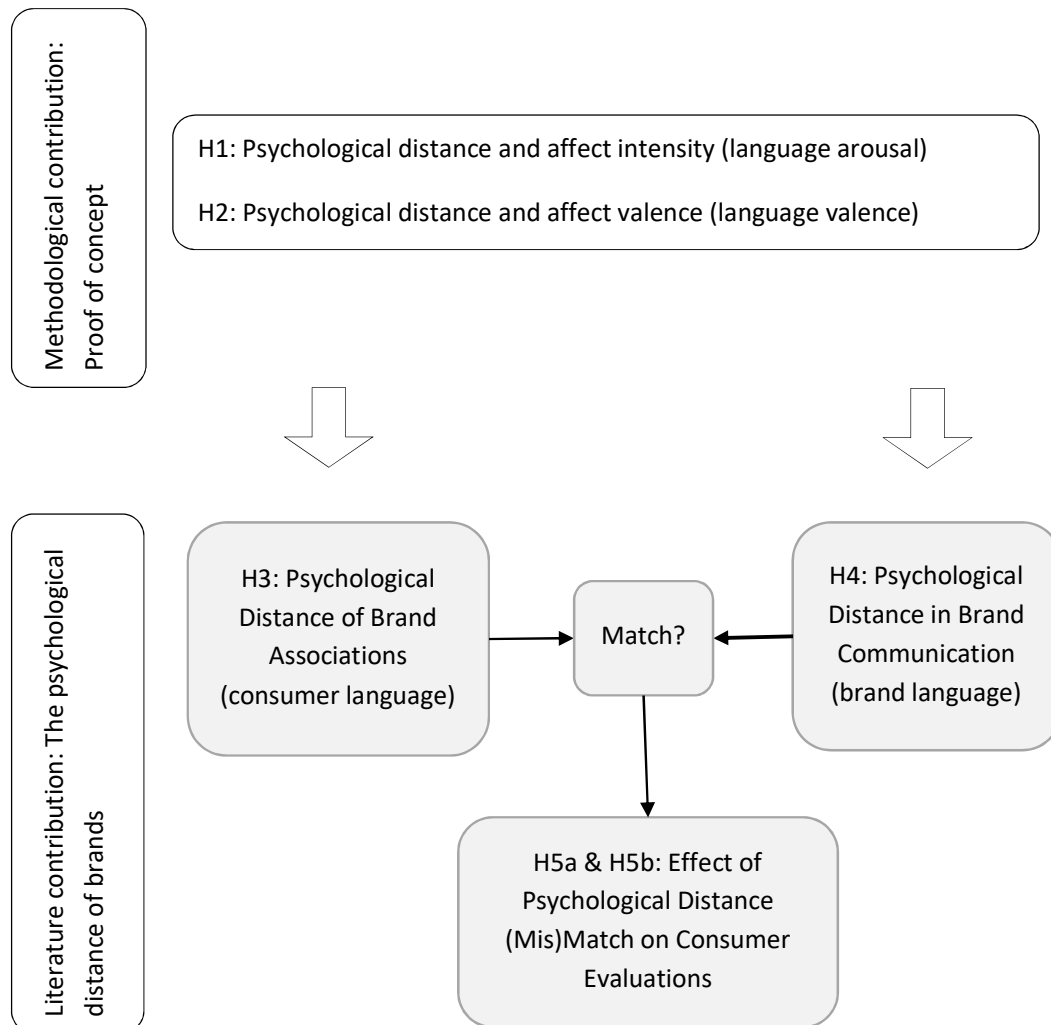 Methodological contribution:
Proof of concept
H1: Psychological distance and affect intensity (language arousal)
H2: Psychological distance and affect valence (language valence)
Literature contribution: The psychological
distance of brands
H3: Psychological
Distance of Brand
Associations
(consumer language)
Match?
H4: Psychological
Distance in Brand
Communication
(brand language)
H5a & H5b: Effect of
Psychological Distance
(Mis)Match on Consumer
Evaluations